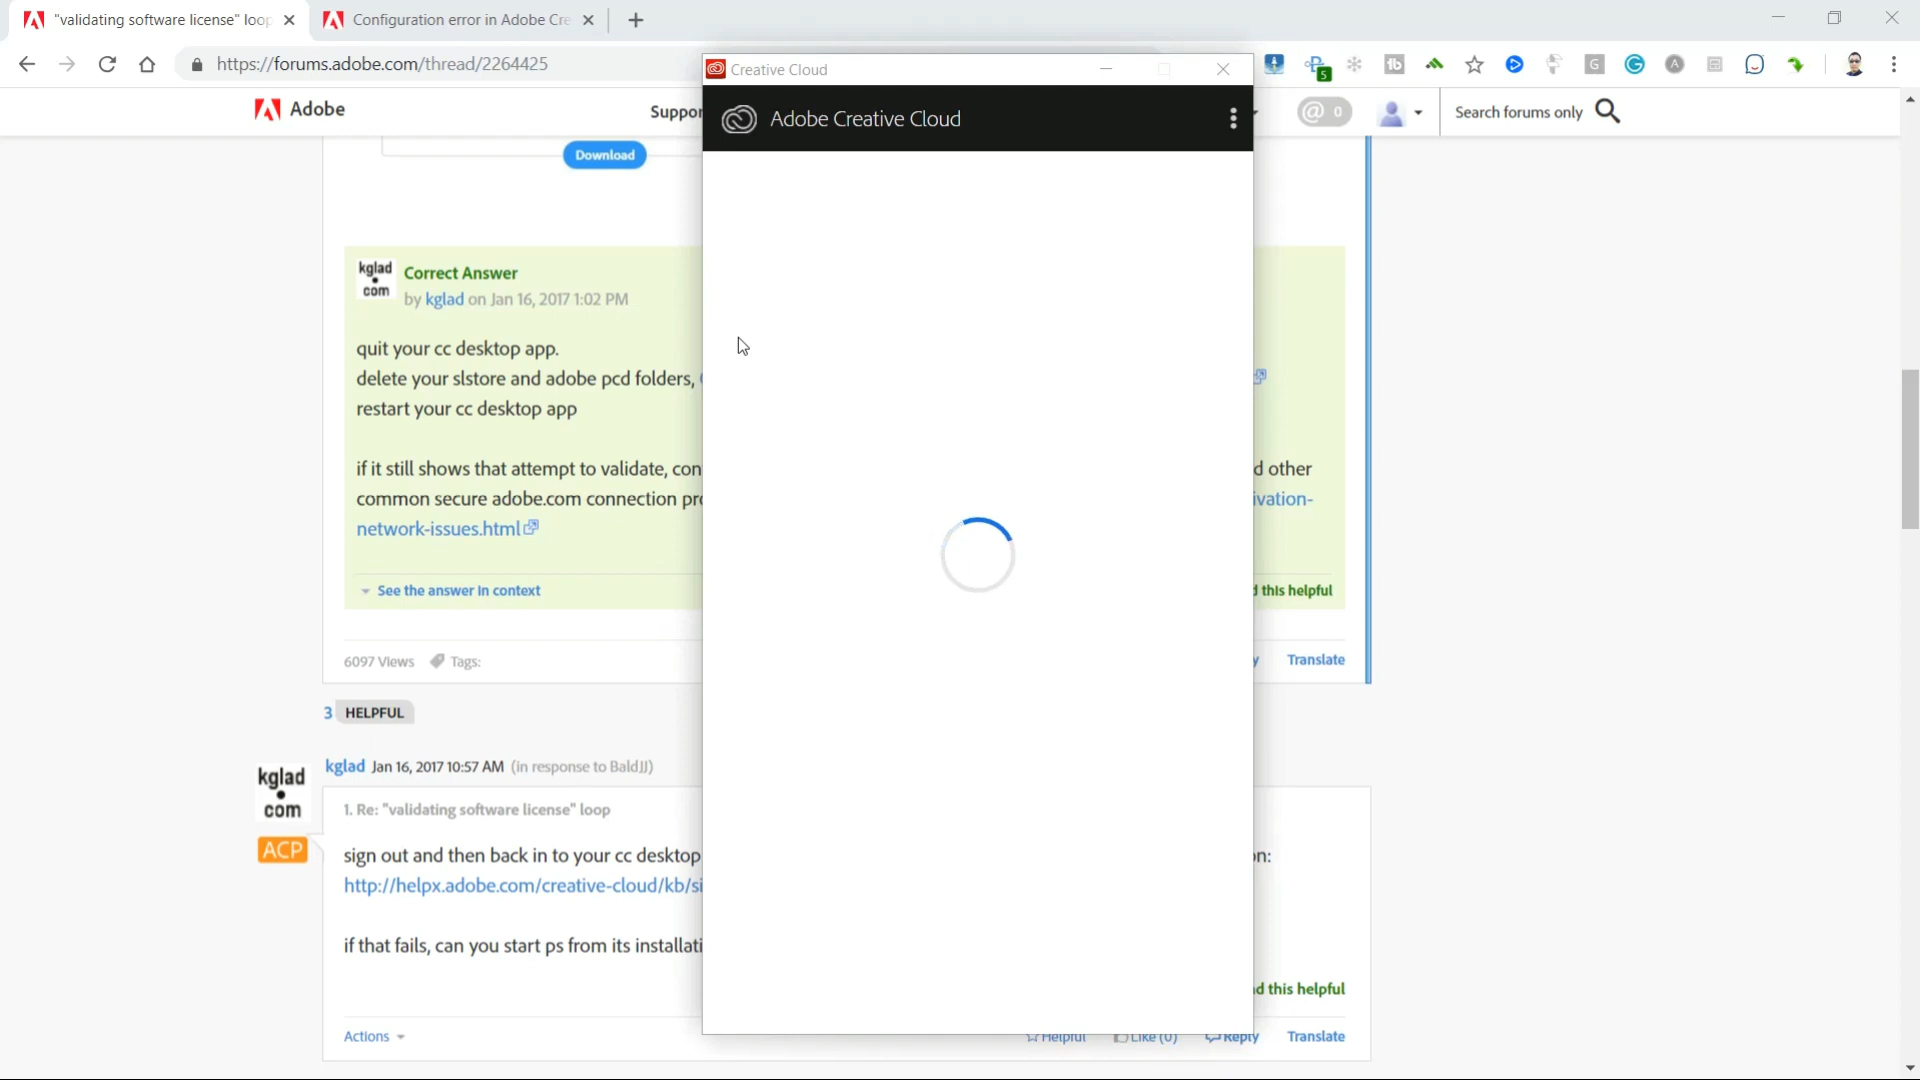 "validating software license" loop
Configuration error in Adobe Cre
https://forums.adobe.com/thread/2264425
Creative Cloud
Adobe Creative Cloud
Adobe
Suppor
@ 0
Search forums only
Download
kglad
com
Correct Answer
by kglad on Jan 16, 2017 1:02 PM
quit your cc desktop app.
delete your slstore and adobe pcd folders,
restart your cc desktop app
if it still shows that attempt to validate, con
d other
common secure adobe.com connection pro
ivation-
network-issues.html
See the answer in context
this helpful
6097 Views Tags:
y Translate
3 HELPFUL
kglad Jan 16, 2017 10:57 AM (in response to BaldJJ)
kglad
com
ACP
1. Re: "validating software license" loop
sign out and then back in to your cc desktop
on:
http://helpx.adobe.com/creative-cloud/kb/si
if that fails, can you start ps from its installati
d this helpful
Actions
Helpful Like (0) Reply Translate